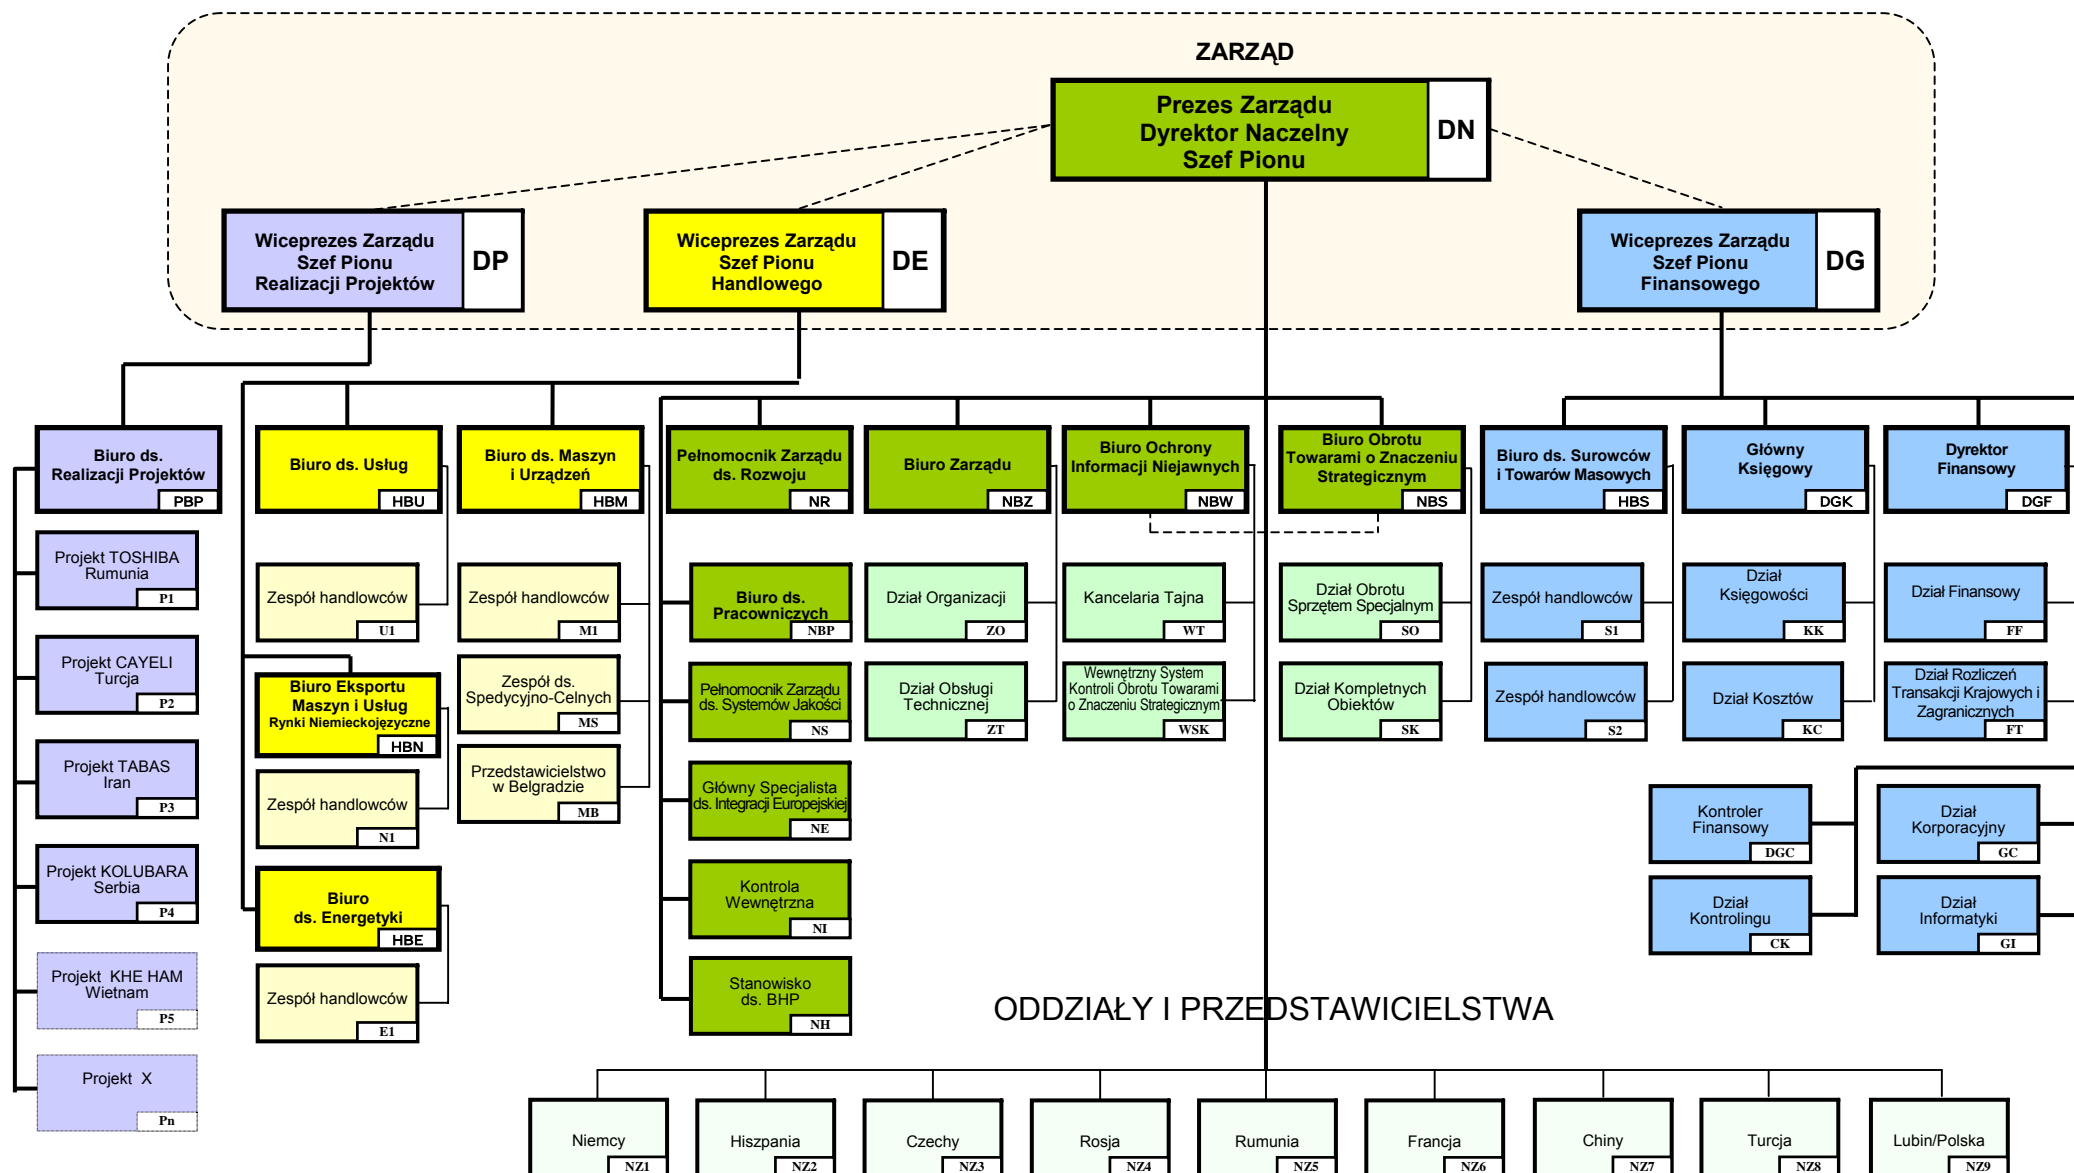 ZARZĄD
Prezes Zarządu
Dyrektor Naczelny
Szef Pionu
DN
Wiceprezes Zarządu
Szef Pionu
Realizacji Projektów
DP
Wiceprezes Zarządu
Szef Pionu
Handlowego
DE
Wiceprezes Zarządu
Szef Pionu
Finansowego
DG
Biuro ds.
Realizacji Projektów
PBP
Biuro ds. Usług
HBU
Biuro ds. Maszyn
i Urządzeń
HBM
Pełnomocnik Zarządu
ds. Rozwoju
NR
Biuro Zarządu
NBZ
Biuro Ochrony
Informacji Niejawnych
NBW
Biuro Obrotu
Towarami o Znaczeniu
Strategicznym
NBS
Biuro ds. Surowców
i Towarów Masowych
HBS
Główny
Księgowy
DGK
Dyrektor
Finansowy
DGF
Projekt TOSHIBA
Rumunia
P1
Zespół handlowców
U1
Zespół handlowców
M1
Biuro ds.
Pracowniczych
NBP
Dział Organizacji
ZO
Kancelaria Tajna
WT
Dział Obrotu
Sprzętem Specjalnym
SO
Zespół handlowców
S1
Dział
Księgowości
KK
Dział Finansowy
FF
Projekt CAYELI
Turcja
P2
Biuro Eksportu
Maszyn i Usług
Rynki Niemieckojęzyczne
HBN
Zespół ds.
Spedycyjno-Celnych
MS
Pełnomocnik Zarządu
ds. Systemów Jakości
NS
Dział Obsługi
Technicznej
ZT
Wewnętrzny System
Kontroli Obrotu Towarami
o Znaczeniu Strategicznym
WSK
Dział Kompletnych
Obiektów
SK
Zespół handlowców
S2
Dział Kosztów
KC
Dział Rozliczeń
Transakcji Krajowych i
Zagranicznych
FT
Projekt TABAS
Iran
P3
Zespół handlowców
N1
Przedstawicielstwo
w Belgradzie
MB
Główny Specjalista
ds. Integracji Europejskiej
NE
Kontroler
Finansowy
DGC
Dział
Korporacyjny
GC
Projekt KOLUBARA
Serbia
P4
Biuro
ds. Energetyki
HBE
Kontrola
Wewnętrzna
NI
Dział
Kontrolingu
CK
Dział
Informatyki
GI
Projekt KHE HAM
Wietnam
P5
Zespół handlowców
E1
Stanowisko
ds. BHP
NH
ODDZIAŁY I PRZEDSTAWICIELSTWA
Projekt X
Pn
Niemcy
NZ1
Hiszpania
NZ2
Czechy
NZ3
Rosja
NZ4
Rumunia
NZ5
Francja
NZ6
Chiny
NZ7
Turcja
NZ8
Lubin/Polska
NZ9